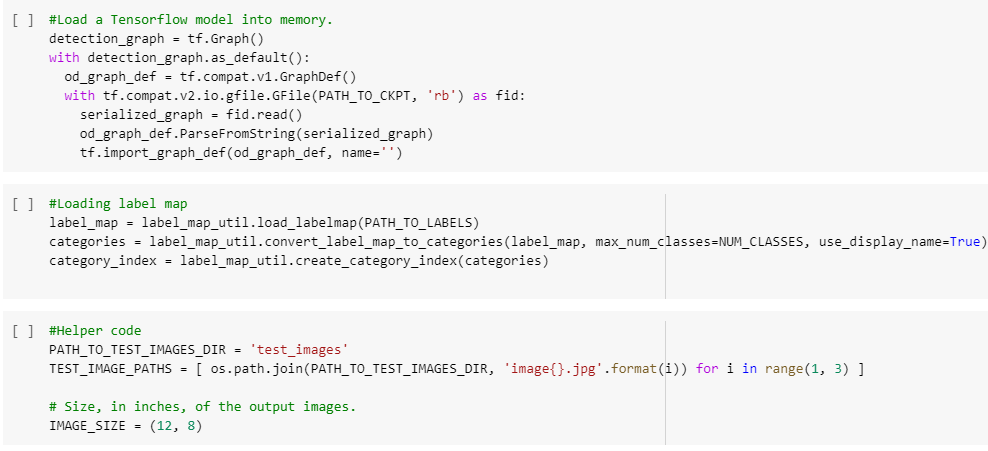 [ ] #Load a Tensorflow model into memory.
detection_graph = tf.Graph()
with detection_graph.as_default():
  od_graph_def = tf.compat.v1.GraphDef()
  with tf.compat.v2.io.gfile.GFile(PATH_TO_CKPT, 'rb') as fid:
    serialized_graph = fid.read()
    od_graph_def.ParseFromString(serialized_graph)
    tf.import_graph_def(od_graph_def, name='')
[ ] #Loading label map
label_map = label_map_util.load_labelmap(PATH_TO_LABELS)
categories = label_map_util.convert_label_map_to_categories(label_map, max_num_classes=NUM_CLASSES, use_display_name=True)
category_index = label_map_util.create_category_index(categories)
[ ] #Helper code
PATH_TO_TEST_IMAGES_DIR = 'test_images'
TEST_IMAGE_PATHS = [ os.path.join(PATH_TO_TEST_IMAGES_DIR, 'image{}.jpg'.format(i)) for i in range(1, 3) ]
# Size, in inches, of the output images.
IMAGE_SIZE = (12, 8)